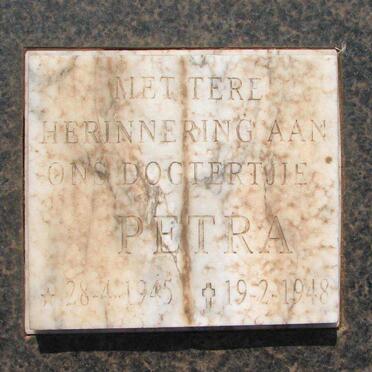 MET TERE
HERINNERING AAN
ONS DOGTERTJIE
PETRA
* 28-4-1945 ✝ 19-2-1948